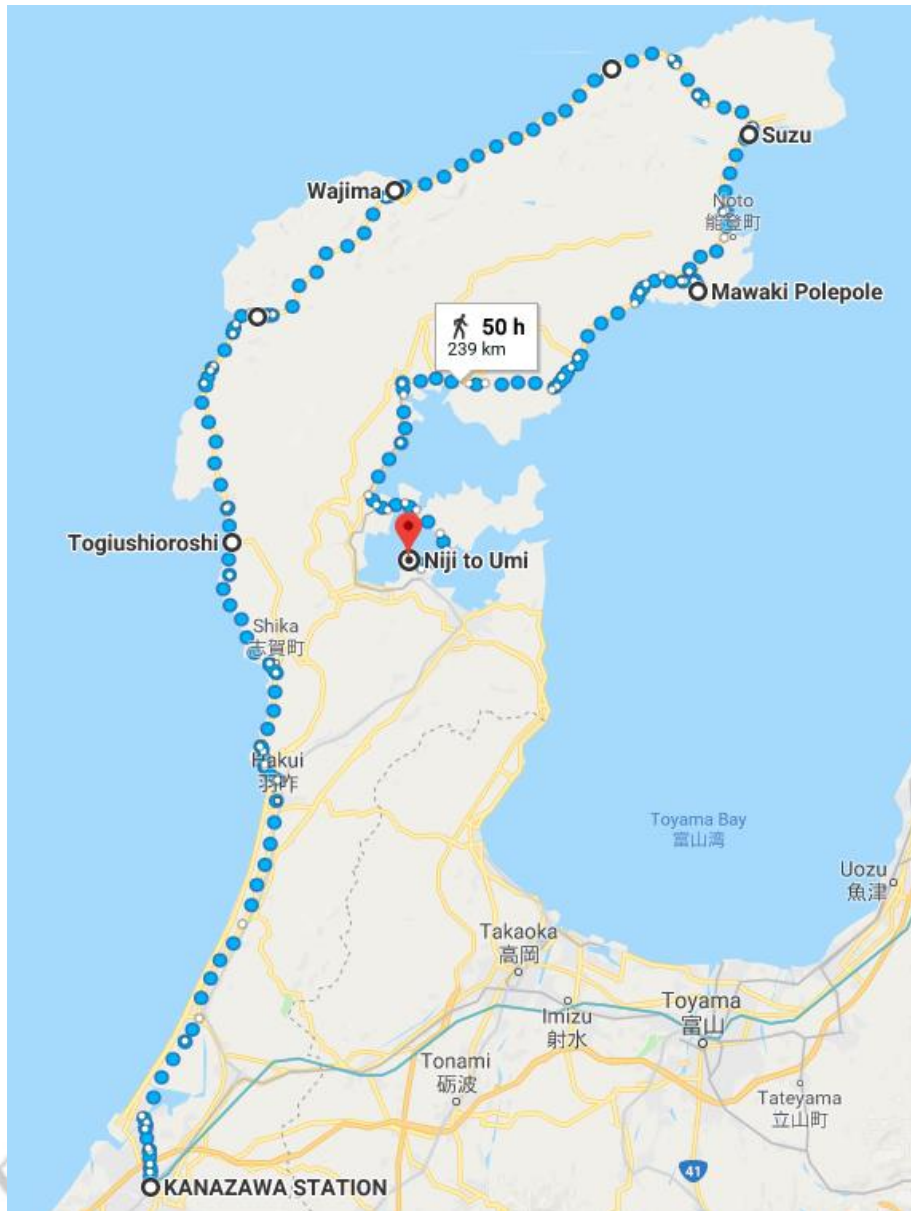 Suzu
Wajima
Noto
能登町
Mawaki Polepole
50 h
239 km
Togiushioroshi
Niji to Umi
Shika
志賀町
Hakui
羽咋
Toyama Bay
富山湾
Uozu
魚津
Takaoka
高岡
Toyama
富山
Imizu
射水
Tonami
砺波
Tateyama
立山町
41
KANAZAWA STATION